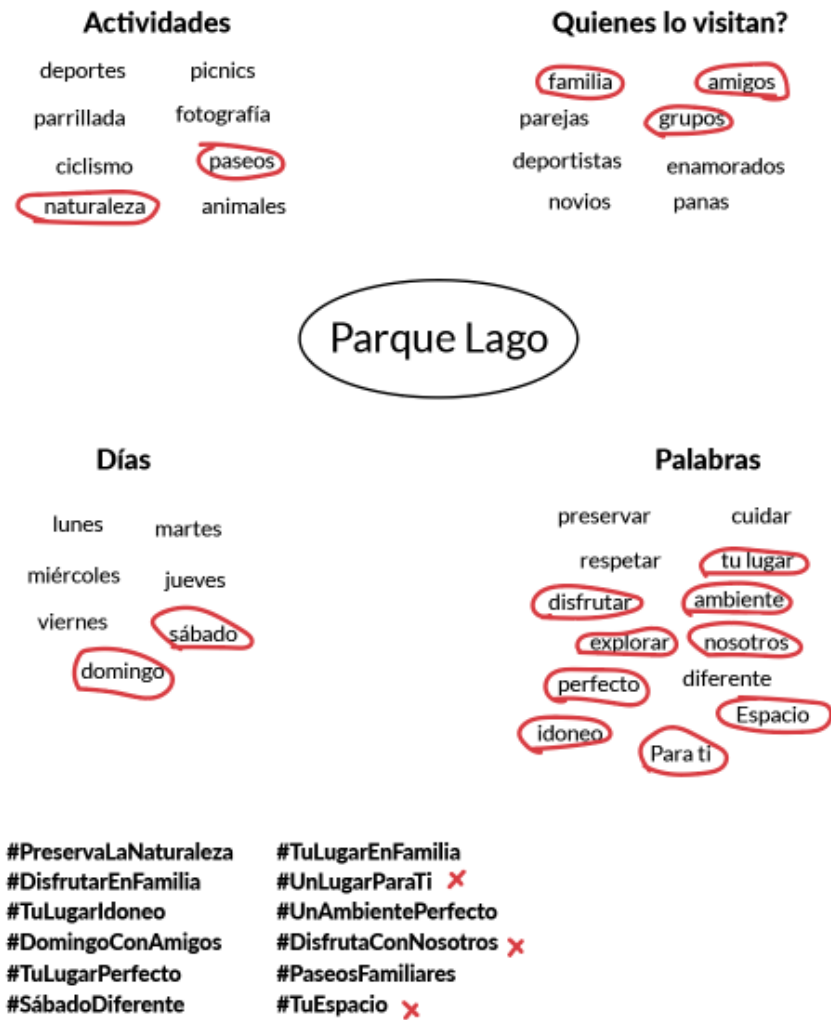 Actividades
deportes picnics
parrillada fotografía
ciclismo paseos
naturaleza animales
Quienes lo visitan?
familia amigos
parejas grupos
deportistas enamorados
novios panas
Parque Lago
Días
lunes martes
miércoles jueves
viernes sábado
domingo
Palabras
preservar cuidar
respetar tu lugar
disfrutar ambiente
explorar nosotros
perfecto diferente
Espacio
idoneo
Para ti
#PreservaLaNaturaleza
#DisfrutarEnFamilia
#TuLugarIdoneo
#DomingoConAmigos
#TuLugarPerfecto
#SábadoDiferente
#TuLugarEnFamilia
#UnLugarParaTi
#UnAmbientePerfecto
#DisfrutaConNosotros
#PaseosFamiliares
#TuEspacio